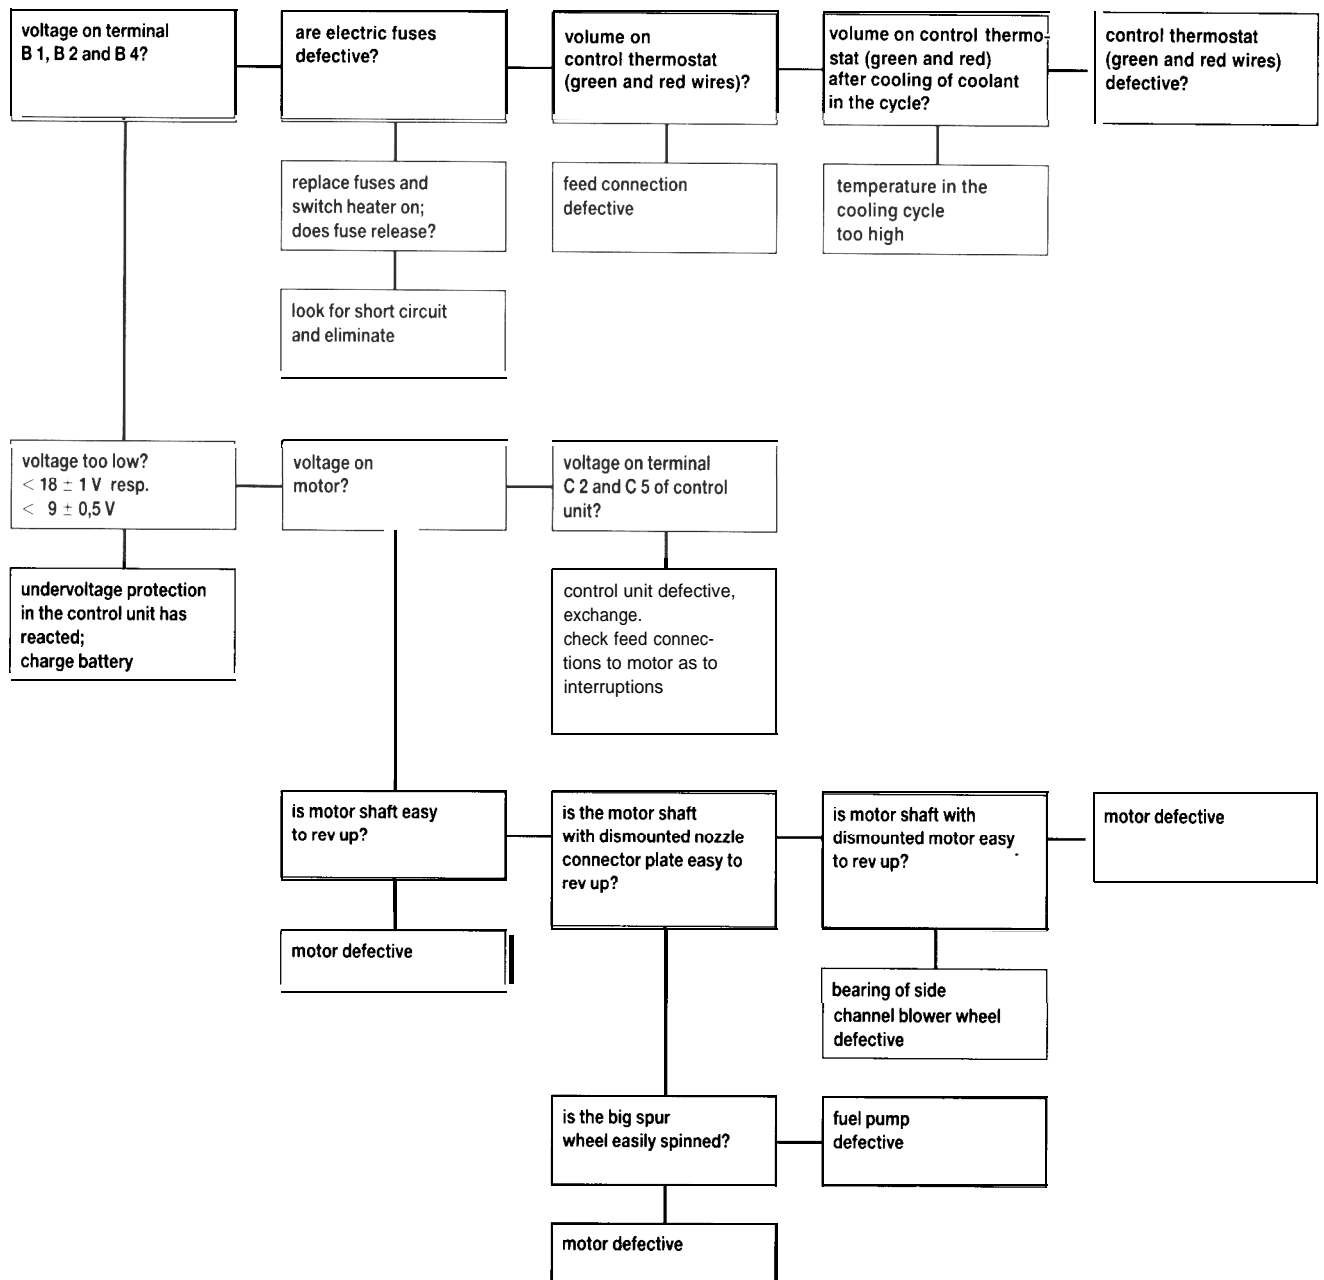 voltage on terminal
B 1, B 2 and B 4?
are electric fuses
defective?
volume on
control thermostat
(green and red wires)?
volume on control thermo-
stat (green and red)
after cooling of coolant
in the cycle?
control thermostat
(green and red wires)
defective?
replace fuses and
switch heater on;
does fuse release?
feed connection
defective
temperature in the
cooling cycle
too high
look for short circuit
and eliminate
voltage too low?
< 18 ± 1 V resp.
< 9 ± 0,5 V
voltage on
motor?
voltage on terminal
C 2 and C 5 of control
unit?
undervoltage protection
in the control unit has
reacted;
charge battery
control unit defective,
exchange.
check feed connec-
tions to motor as to
interruptions
is motor shaft easy
to rev up?
is the motor shaft
with dismounted nozzle
connector plate easy to
rev up?
is motor shaft with
dismounted motor easy
to rev up?
motor defective
motor defective
bearing of side
channel blower wheel
defective
is the big spur
wheel easily spinned?
fuel pump
defective
motor defective